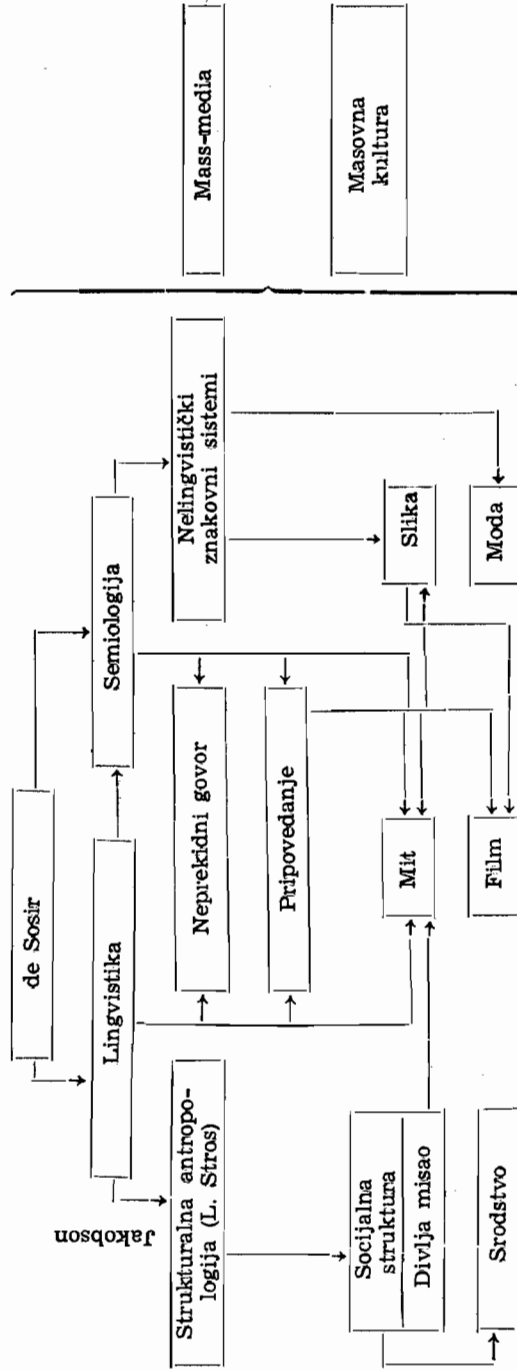 de Sosir
Lingvistika
Semiologija
Jakobson
Strukturalna antropo-
logija (L. Stros)
Neprekidni govor
Nelingvistički
znakovni sistemi
Pripovedanje
Socijalna
struktura
Divlja misao
Mit
Slika
Srodstvo
Film
Moda
Mass-media
Masovna
kultura